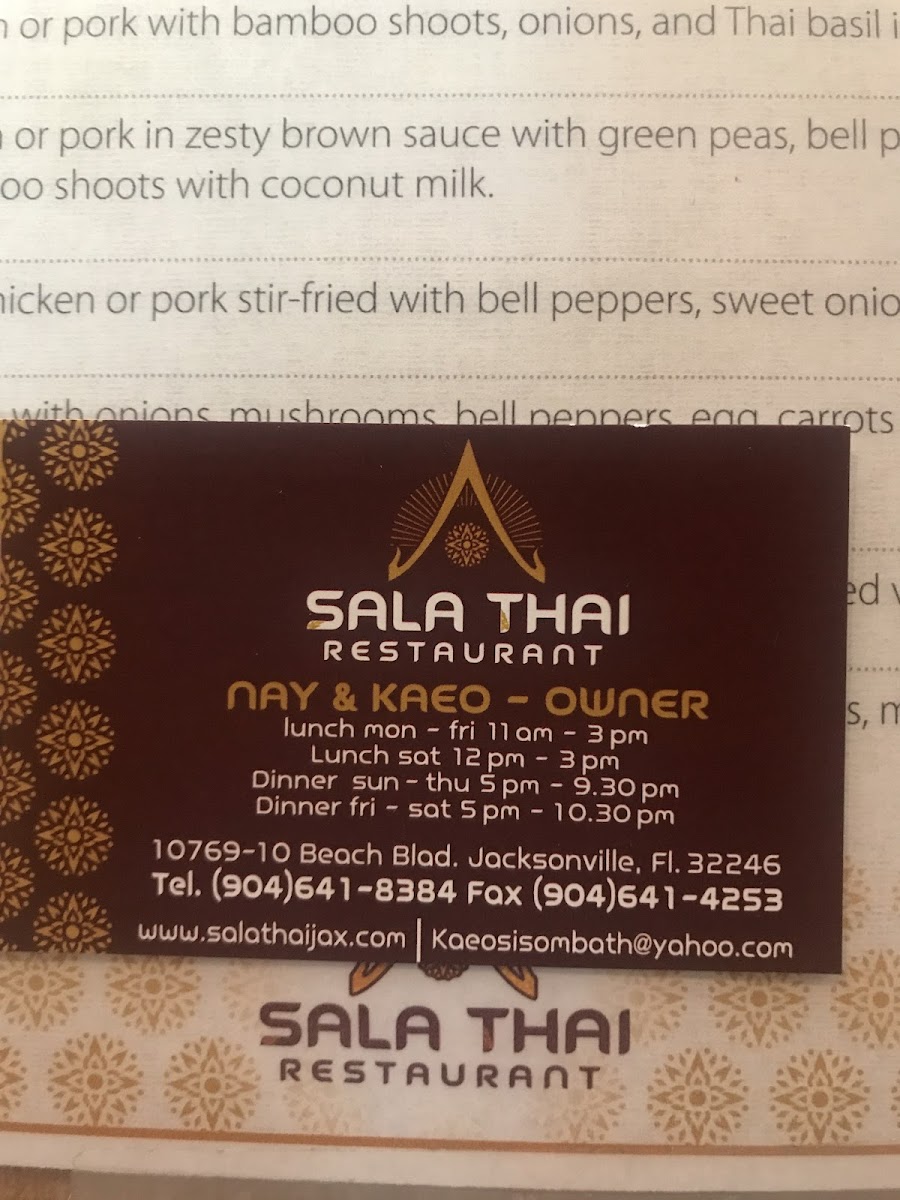 or pork with bamboo shoots, onions, and Thai basil
or pork in zesty brown sauce with green peas, bell
oo shoots with coconut milk.
hicken or pork stir-fried with bell peppers, sweet onio
with onions, mushrooms, bell peppers, egg, carrots
ed
s,
SALA THAI
RESTAURANT
NAY & KAEO - OWNER
lunch mon - fri 11 am - 3 pm
Lunch sat 12 pm - 3 pm
Dinner sun - thu 5 pm - 9.30 pm
Dinner fri - sat 5 pm - 10.30 pm
10769-10 Beach Blad. Jacksonville, Fl. 32246
Tel. (904)641-8384 Fax (904)641-4253
www.salathaijax.com | Kaeosisombath@yahoo.com
SALA THAI
RESTAURANT